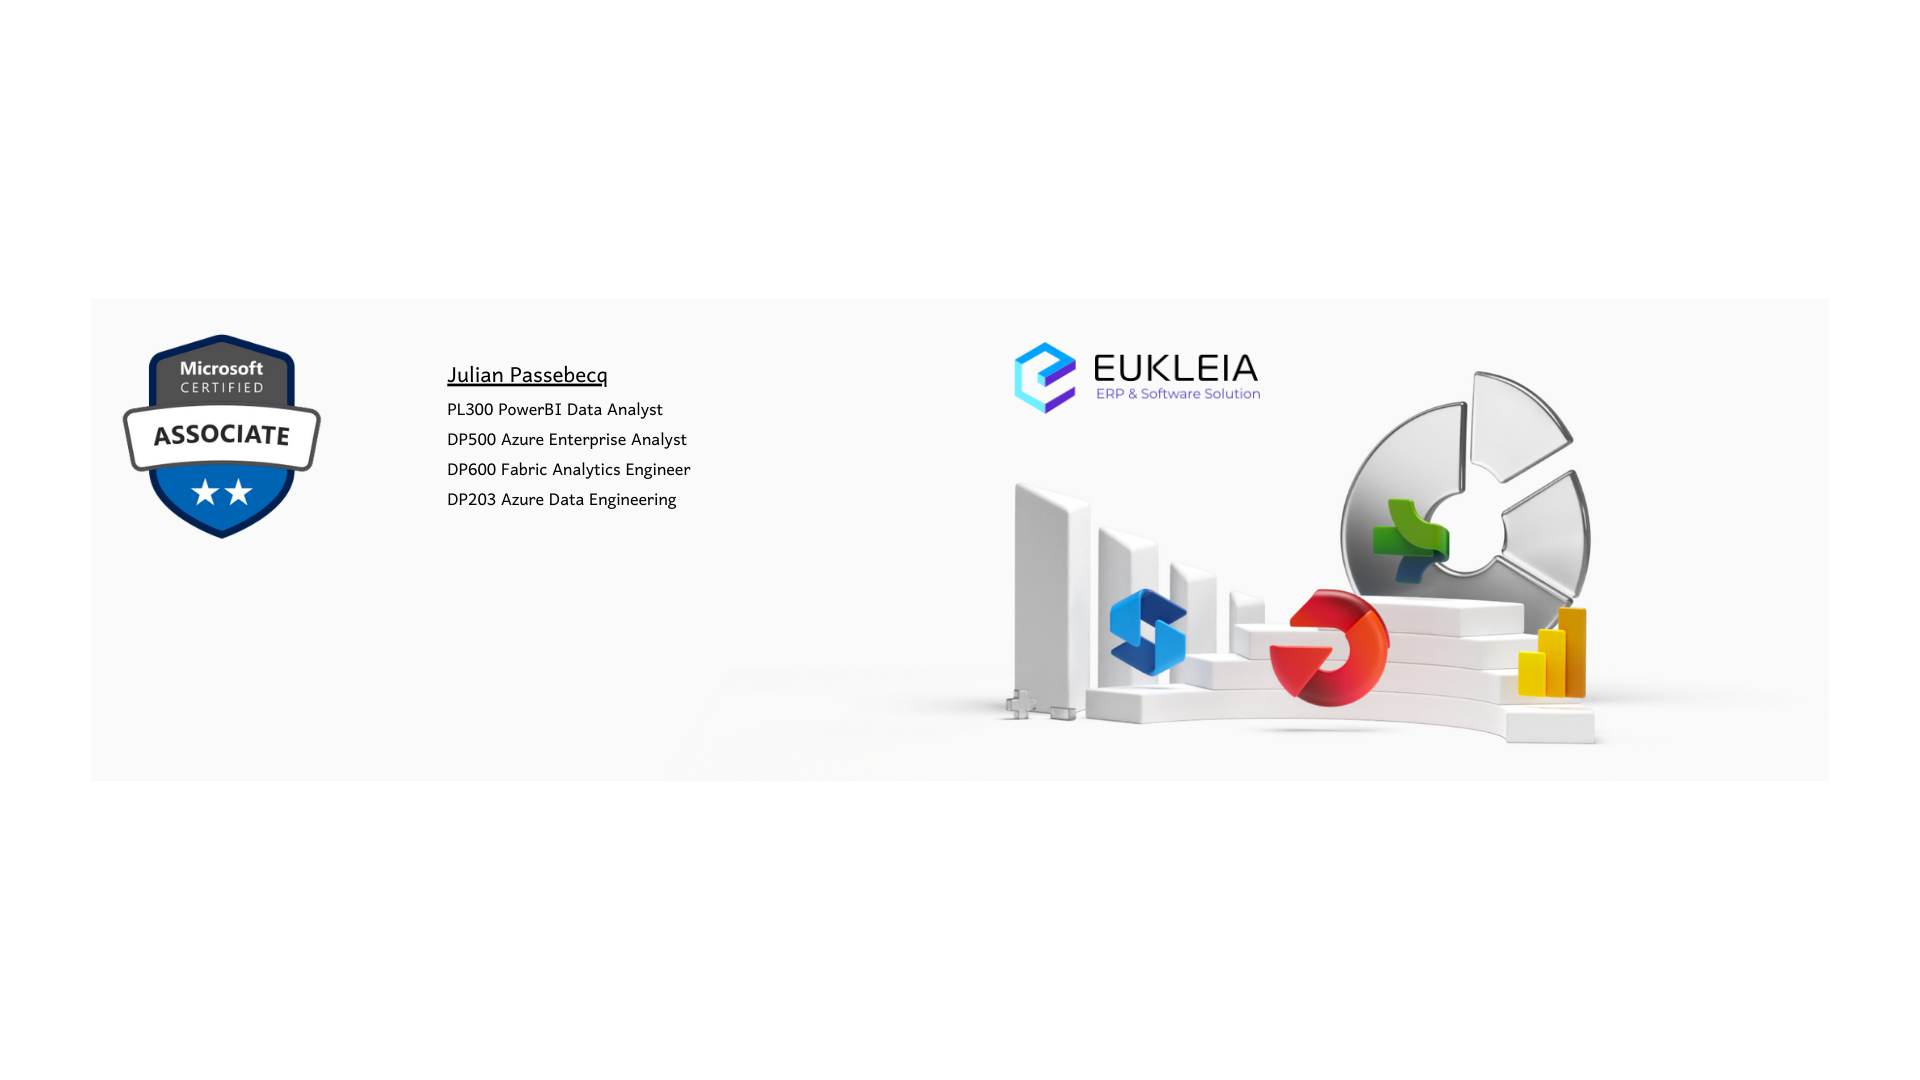 Microsoft
CERTIFIED
ASSOCIATE
Julian Passebecq
PL300 PowerBI Data Analyst
DP500 Azure Enterprise Analyst
DP600 Fabric Analytics Engineer
DP203 Azure Data Engineering
EUKLEIA
ERP & Software Solution